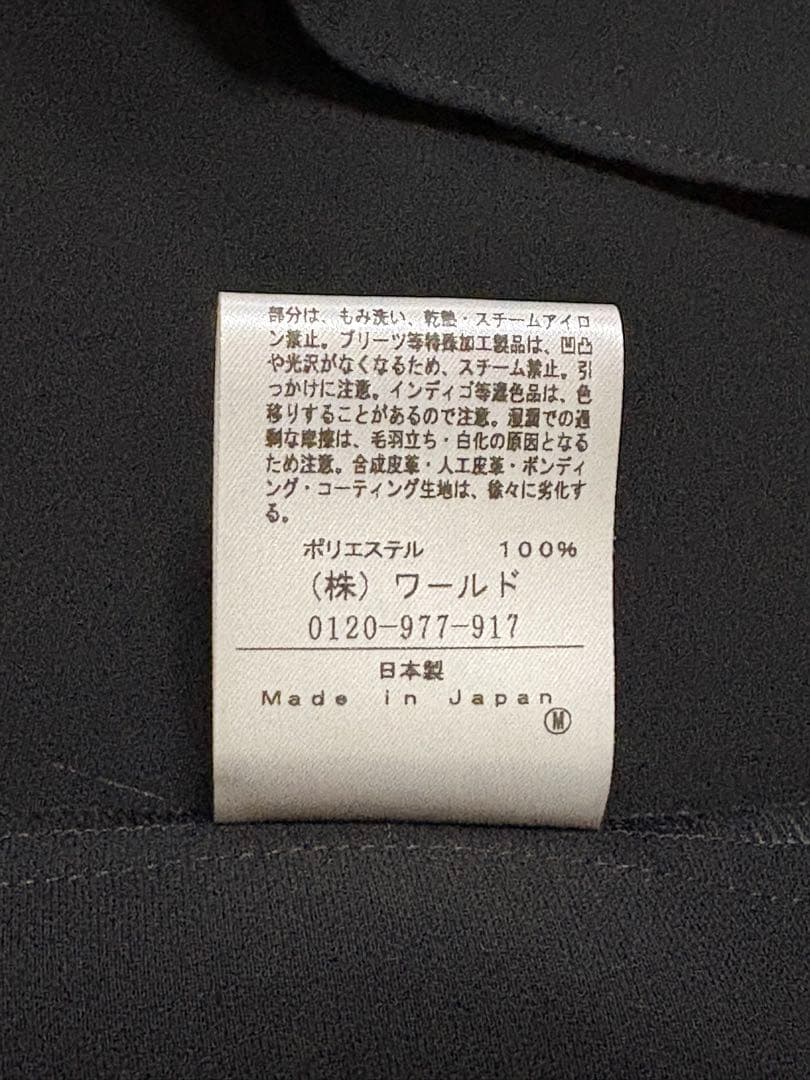 部分は、もみ洗い、乾熱・スチームアイロ
ン禁止。プリーツ等特殊加工製品は、凹凸
や光沢がなくなるため、スチーム禁止。引
っかけに注意。インディゴ等濃色品は、色
移りすることがあるので注意。湿潤での過
剰な摩擦は、毛羽立ち・白化の原因となる
ため注意。合成皮革・人工皮革・ボンディ
ング・コーティング生地は、徐々に劣化す
る。
ポリエステル 100%
(株) ワールド
0120-977-917
日本製
Made in Japan
Ⓜ